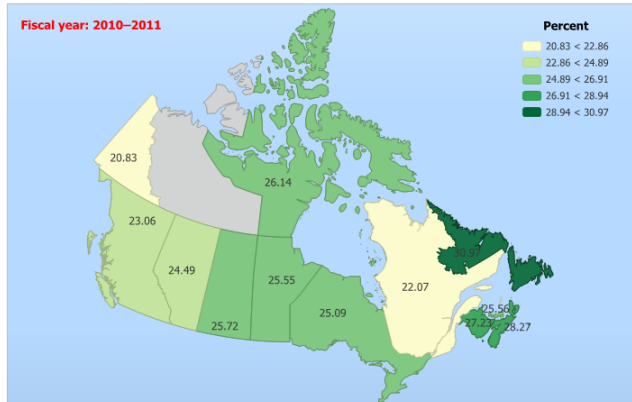 Fiscal year: 2010–2011
Percent
20.83 < 22.86
22.86 < 24.89
24.89 < 26.91
26.91 < 28.94
28.94 < 30.97
20.83
26.14
23.06
24.49
25.72
25.55
25.09
22.07
30.97
25.56
27.23
28.27